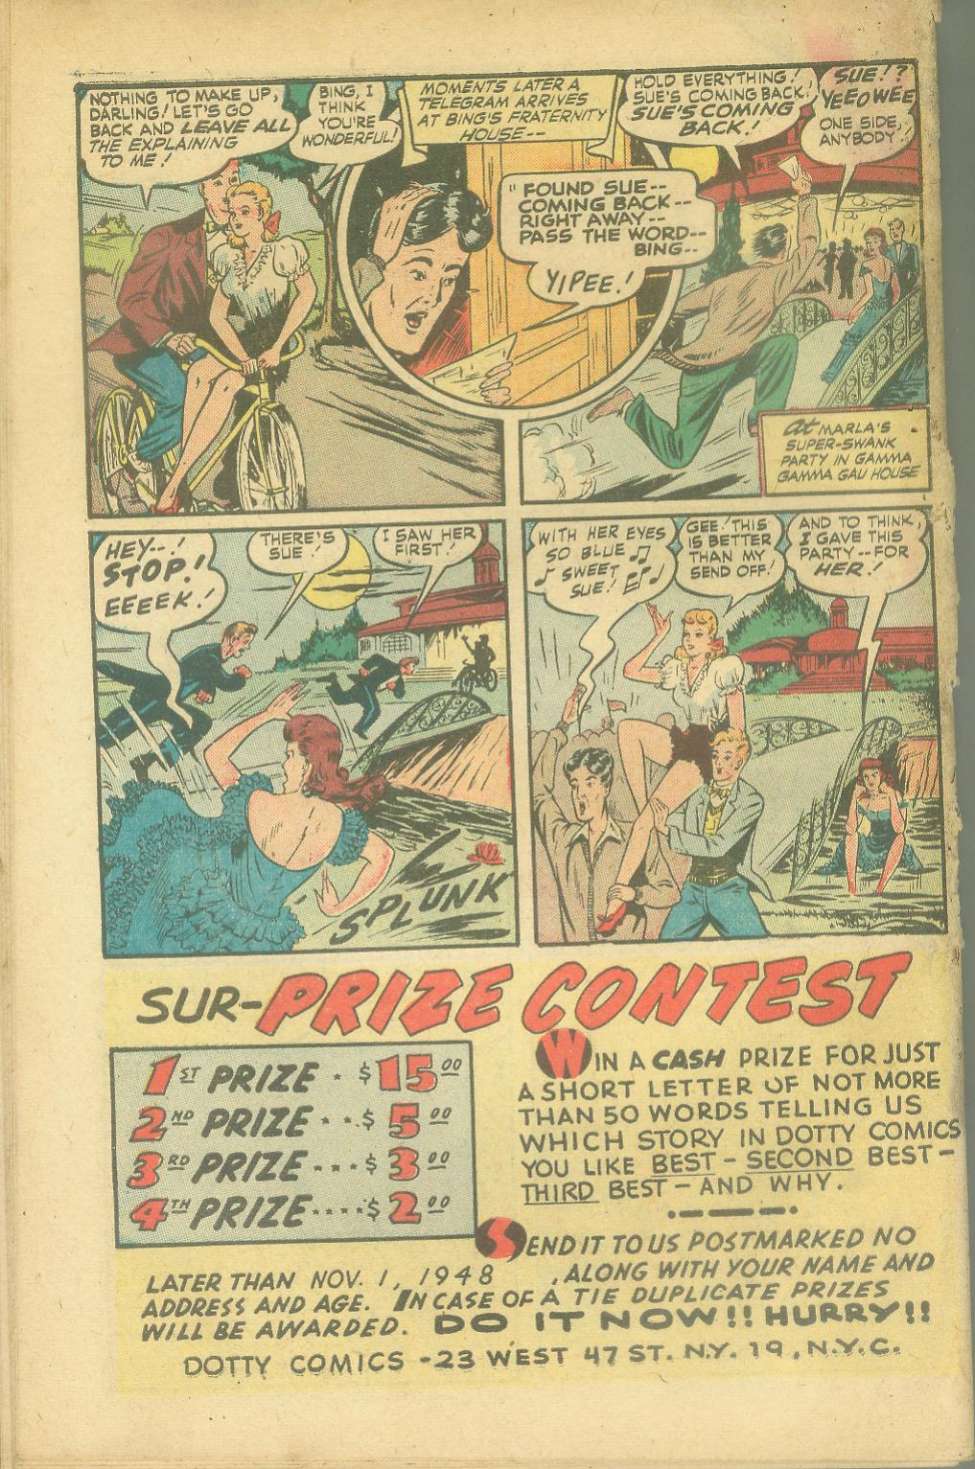 NOTHING TO MAKE UP,
DARLING! LET'S GO
BACK AND LEAVE ALL
THE EXPLAINING
TO ME!
BING, I
THINK
YOU'RE
WONDERFUL!
MOMENTS LATER A
TELEGRAM ARRIVES
AT BING'S FRATERNITY
HOUSE--
"FOUND SUE--
COMING BACK--
RIGHT AWAY--
PASS THE WORD--
BING--
YIPEE!
HOLD EVERYTHING!
SUE'S COMING BACK!
SUE'S COMING
BACK!
SUE!?
YEEOWEE
ONE SIDE,
ANYBODY!
At MARLA'S
SUPER-SWANK
PARTY IN GAMMA
GAMMA GAU HOUSE
HEY--!
STOP!
EEEEK!
THERE'S
SUE!
I SAW HER
FIRST!
SPLUNK
WITH HER EYES
SO BLUE ♫
♪ SWEET
SUE! ♫♪
GEE! THIS
IS BETTER
THAN MY
SEND OFF!
AND TO THINK,
I GAVE THIS
PARTY--FOR
HER!
SUR-PRIZE CONTEST
1ST PRIZE · $15.00
2ND PRIZE ··· $ 5.00
3RD PRIZE ··· $ 3.00
4TH PRIZE ···· $ 2.00
WIN A CASH PRIZE FOR JUST
A SHORT LETTER OF NOT MORE
THAN 50 WORDS TELLING US
WHICH STORY IN DOTTY COMICS
YOU LIKE BEST - SECOND BEST -
THIRD BEST - AND WHY.
SEND IT TO US POSTMARKED NO
LATER THAN NOV. 1, 1948 , ALONG WITH YOUR NAME AND
ADDRESS AND AGE. IN CASE OF A TIE DUPLICATE PRIZES
WILL BE AWARDED. DO IT NOW!! HURRY!!
DOTTY COMICS - 23 WEST 47 ST. N.Y. 19, N.Y.C.